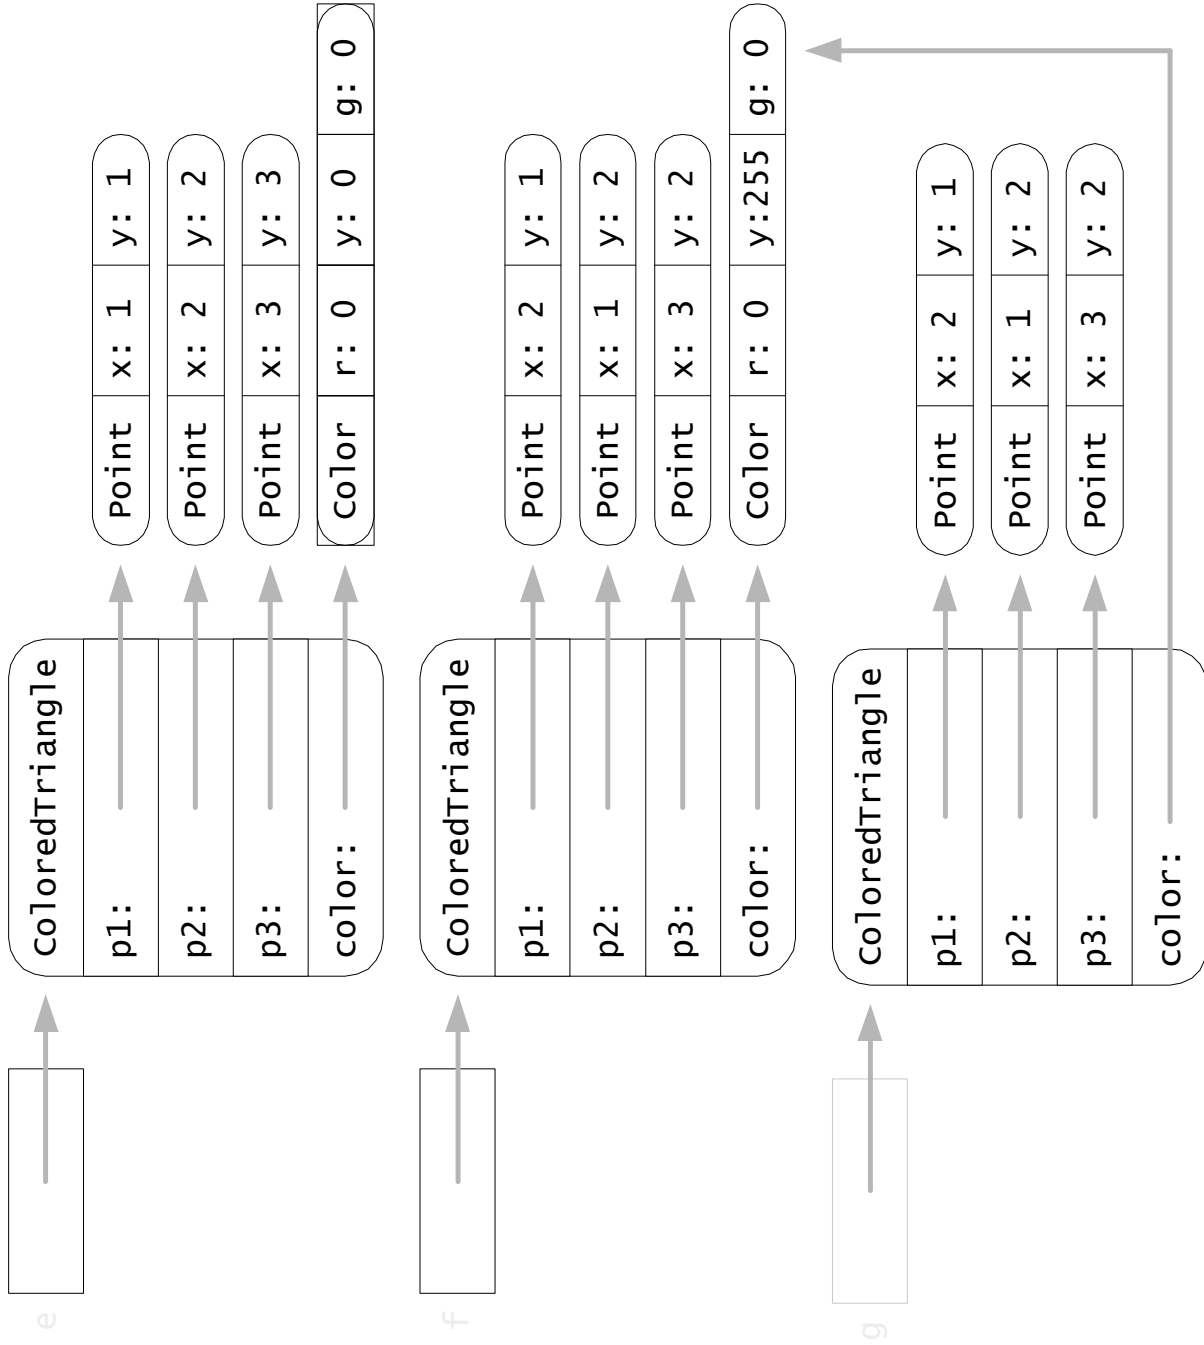 e
ColoredTriangle
p1:
Point x: 1 y: 1
p2:
Point x: 2 y: 2
p3:
Point x: 3 y: 3
color:
Color r: 0 y: 0 g: 0
f
ColoredTriangle
p1:
Point x: 2 y: 1
p2:
Point x: 1 y: 2
p3:
Point x: 3 y: 2
color:
Color r: 0 y:255 g: 0
g
ColoredTriangle
p1:
Point x: 2 y: 1
p2:
Point x: 1 y: 2
p3:
Point x: 3 y: 2
color: